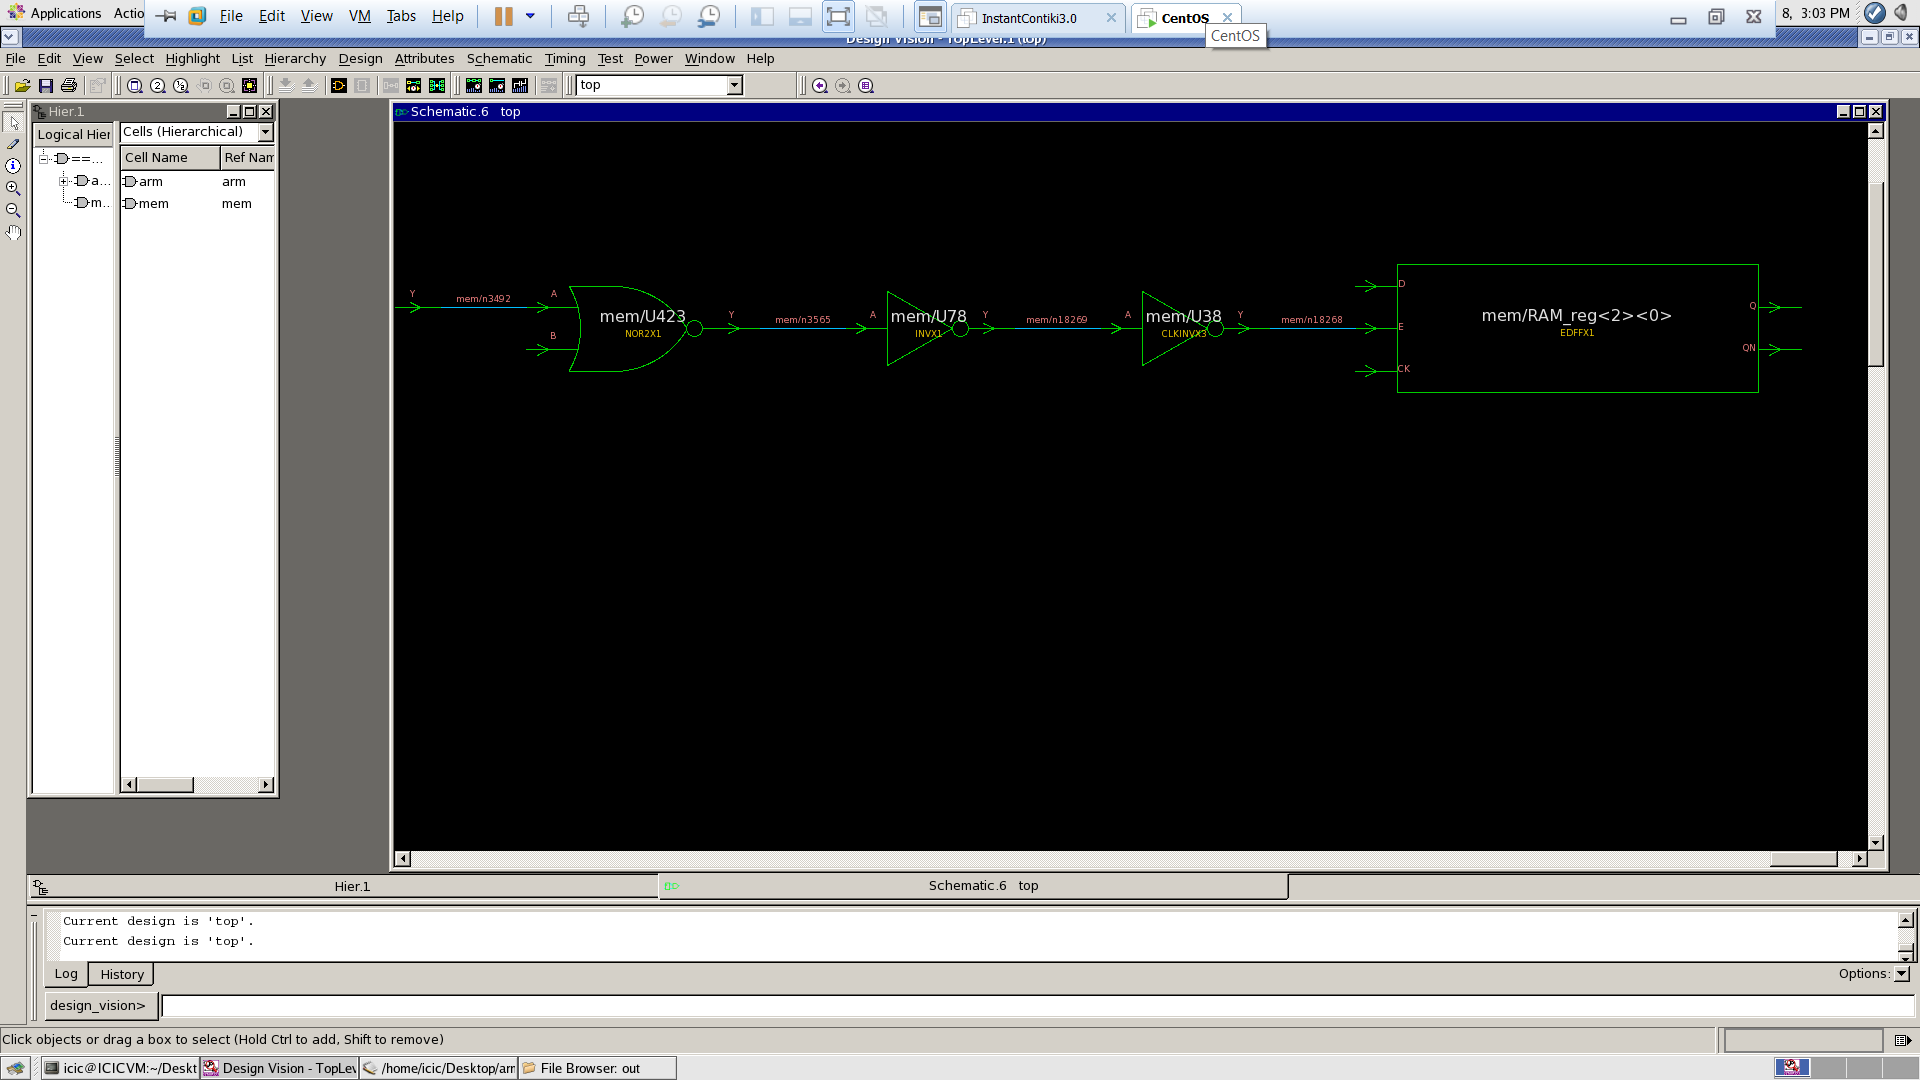 Applications Actio File Edit View VM Tabs Help InstantContiki3.0 CentOS 8, 3:03 PM
CentOS
Design Vision - TopLevel.1 (top)
File Edit View Select Highlight List Hierarchy Design Attributes Schematic Timing Test Power Window Help
top
Hier.1
Logical Hier
Cells (Hierarchical)
Cell Name Ref Nam
==...
a... arm arm
m... mem mem
Schematic.6 top
Y mem/n3492 A
B
mem/U423
NOR2X1
Y mem/n3565 A
mem/U78
INVX1
Y mem/n18269 A
mem/U38
CLKINVX3
Y mem/n18268
D
E
CK
mem/RAM_reg<2><0>
EDFFX1
Q
QN
Hier.1 Schematic.6 top
Current design is 'top'.
Current design is 'top'.
Log History Options:
design_vision>
Click objects or drag a box to select (Hold Ctrl to add, Shift to remove)
icic@ICICVM:~/Deskt Design Vision - TopLev /home/icic/Desktop/arm File Browser: out